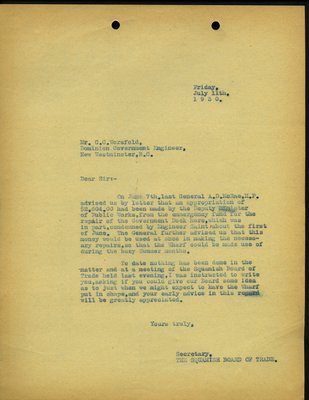 Friday,
July 11th,
1930.
Mr. C.C.Worsfold,
Dominion Government Engineer,
New Westminster,B.C.
Dear Sir:-
On June 7th,last General A.D.McRae,M.P.
advised us by letter that an appropriation of
had been made by the Deputy Minister
of Public Works,from the emergency fund for the
repair of the Government Dock here,which was
in part,condemned by Engineer about the first
of June. The General further advised us that this
money would be used at once in making the necess-
ary repairs,so that the Wharf could be made use of
during the busy Summer months.
To date nothing has been done in the
matter and at a meeting of the Squamish Board of
Trade held last evening,I was instructed to write
you,asking if you could give our Board some idea
as to just when we might expect to have the Wharf
put in shape,and your early advice in this regard
will be greatly appreciated.
Yours truly,
Secretary,
THE SQUAMISH BOARD OF TRADE.